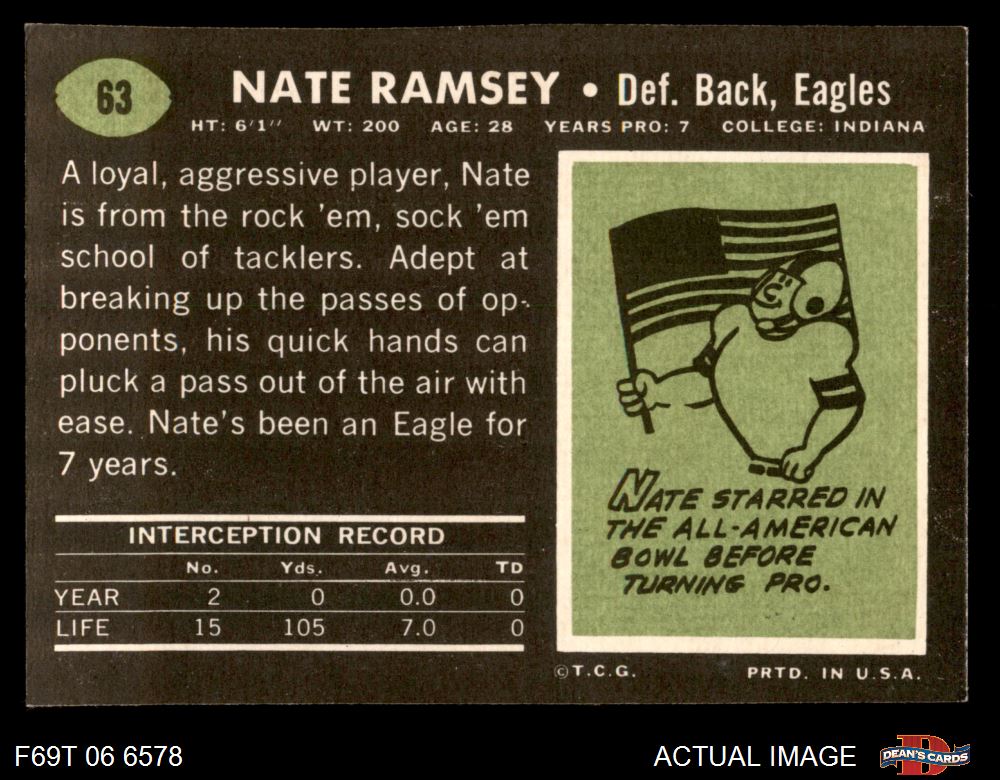 63
NATE RAMSEY • Def. Back, Eagles
HT: 6'1'' WT: 200 AGE: 28 YEARS PRO: 7 COLLEGE: INDIANA
A loyal, aggressive player, Nate
is from the rock 'em, sock 'em
school of tacklers. Adept at
breaking up the passes of op-
ponents, his quick hands can
pluck a pass out of the air with
ease. Nate's been an Eagle for
7 years.
INTERCEPTION RECORD
No. Yds. Avg. TD
YEAR 2 0 0.0 0
LIFE 15 105 7.0 0
NATE STARRED IN
THE ALL-AMERICAN
BOWL BEFORE
TURNING PRO.
©T.C.G. PRTD. IN U.S.A.
F69T 06 6578 ACTUAL IMAGE DEAN'S CARDS